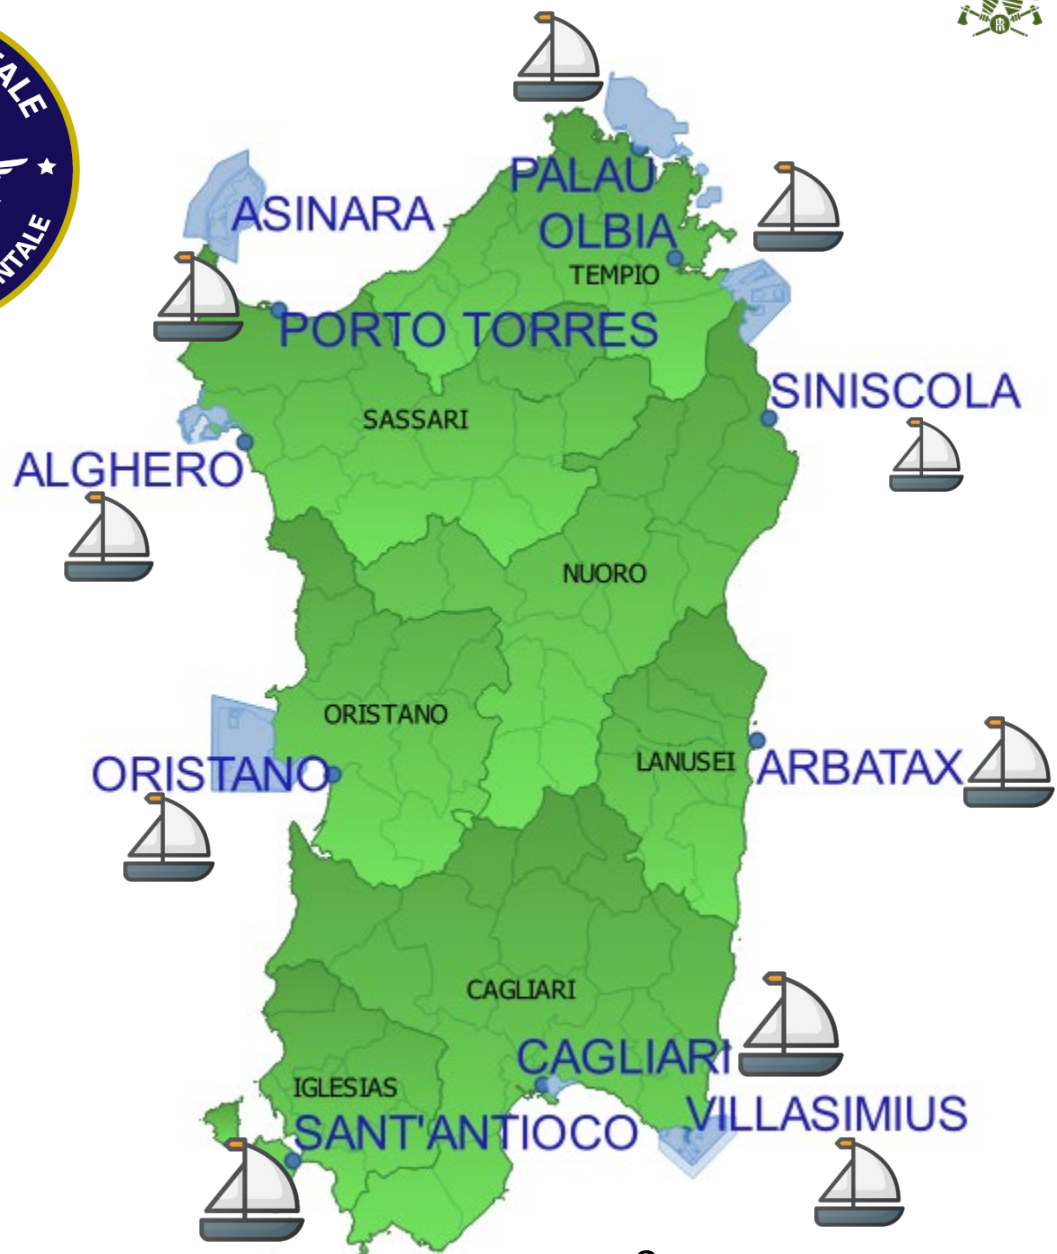 PALAU
ASINARA
OLBIA
TEMPIO
PORTO TORRES
SINISCOLA
SASSARI
ALGHERO
NUORO
ORISTANO
LANUSEI
ORISTANO
ARBATAX
CAGLIARI
CAGLIARI
IGLESIAS
VILLASIMIUS
SANT'ANTIOCO